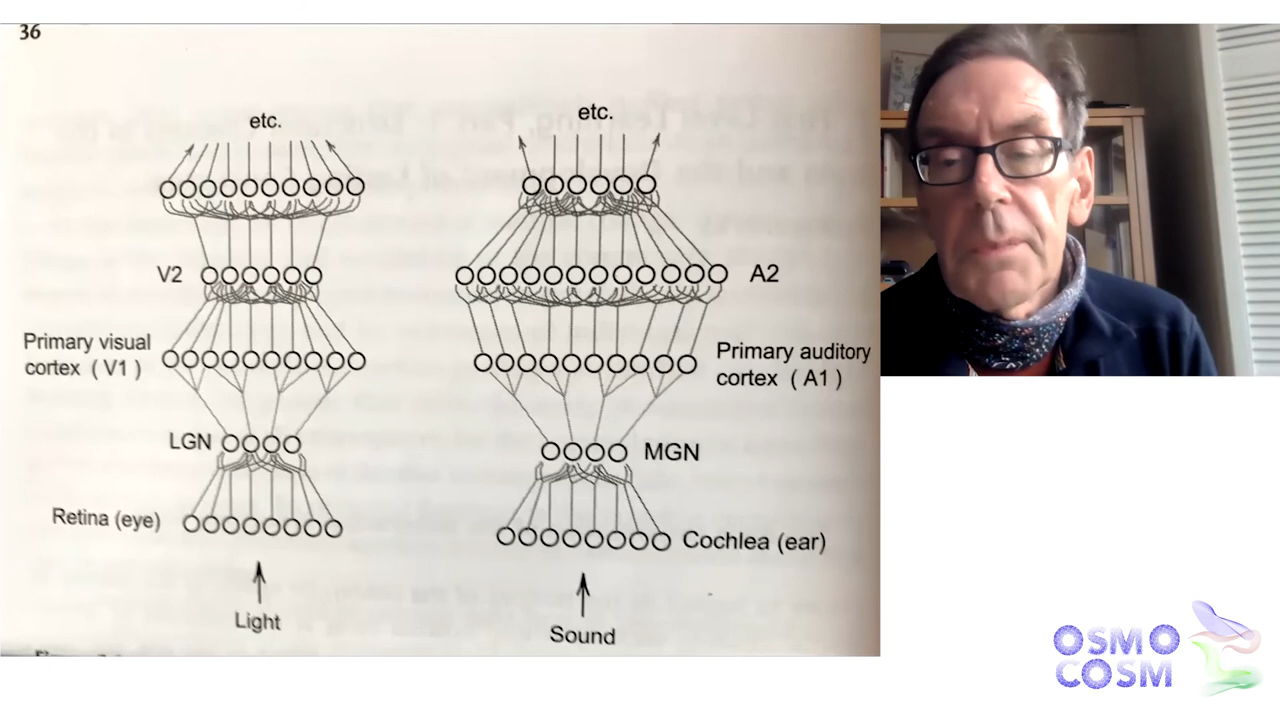 36
etc.
etc.
V2
A2
Primary visual
cortex ( V1 )
Primary auditory
cortex ( A1 )
LGN
MGN
Retina (eye)
Cochlea (ear)
Light
Sound
OSMO
COSM